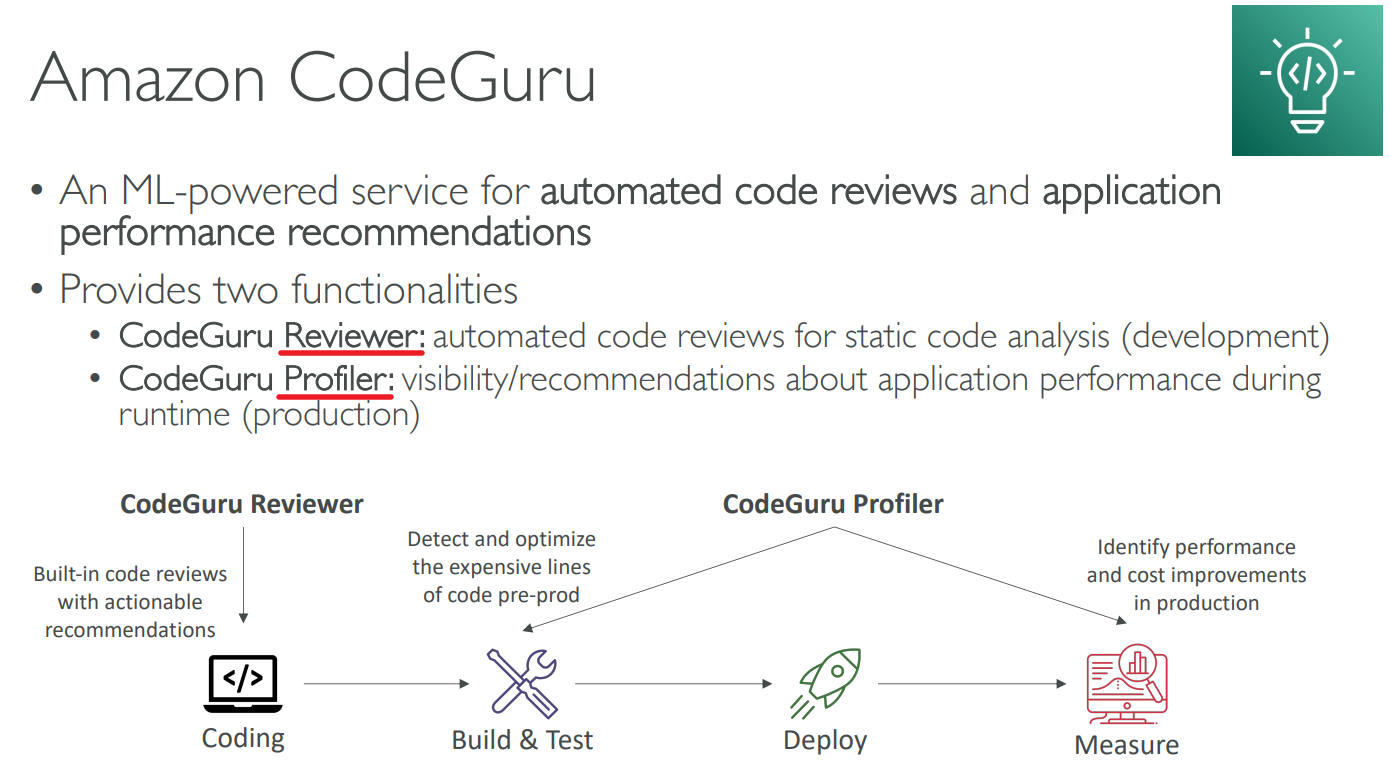 Amazon CodeGuru
</>
• An ML-powered service for automated code reviews and application
performance recommendations
• Provides two functionalities
• CodeGuru Reviewer: automated code reviews for static code analysis (development)
• CodeGuru Profiler: visibility/recommendations about application performance during
runtime (production)
CodeGuru Reviewer
Built-in code reviews
with actionable
recommendations
CodeGuru Profiler
Detect and optimize
the expensive lines
of code pre-prod
Identify performance
and cost improvements
in production
</>
Coding
Build & Test
Deploy
Measure